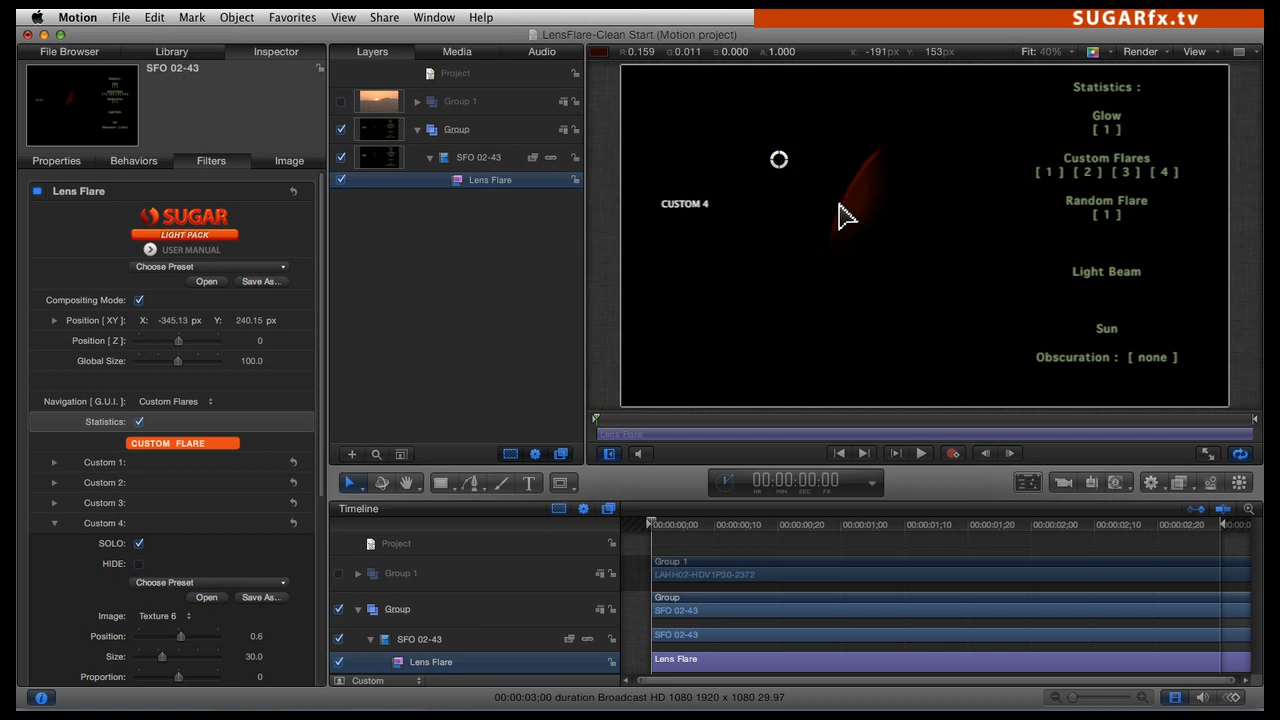 Motion File Edit Mark Object Favorites View Share Window Help
SUGARfx.tv
LensFlare-Clean Start (Motion project)
File Browser Library Inspector
Layers Media Audio
R:0.159 G:0.011 B:0.000 A:1.000 X: -191px Y: 153px Fit: 40% Render View
SFO 02-43
Project
Group 1
Group
SFO 02-43
Lens Flare
Statistics :
Glow
[ 1 ]
Custom Flares
[ 1 ] [ 2 ] [ 3 ] [ 4 ]
Random Flare
[ 1 ]
Light Beam
Sun
Obscuration : [ none ]
CUSTOM 4
Properties Behaviors Filters Image
Lens Flare
SUGAR
LIGHT PACK
USER MANUAL
Choose Preset
Open Save As...
Compositing Mode:
Position [ XY ]: X: -345.13 px Y: 240.15 px
Position [ Z ]: 0
Global Size: 100.0
Navigation [ G.U.I. ]: Custom Flares
Statistics:
CUSTOM FLARE
Custom 1:
Custom 2:
Custom 3:
Custom 4:
SOLO:
HIDE:
Choose Preset
Open Save As...
Image: Texture 6
Position: 0.6
Size: 30.0
Proportion: 0
Lens Flare
T
00:00:00:00
HR MIN SEC FR
Timeline
00:00:00;00 00:00:00;10 00:00:00;20 00:00:01;00 00:00:01;10 00:00:01;20 00:00:02;00 00:00:02;10 00:00:02;20
Project
Group 1
Group
SFO 02-43
Lens Flare
Custom
Group 1
LAHH02-HDV1P30-2372
Group
SFO 02-43
SFO 02-43
Lens Flare
00:00:03;00 duration Broadcast HD 1080 1920 x 1080 29.97